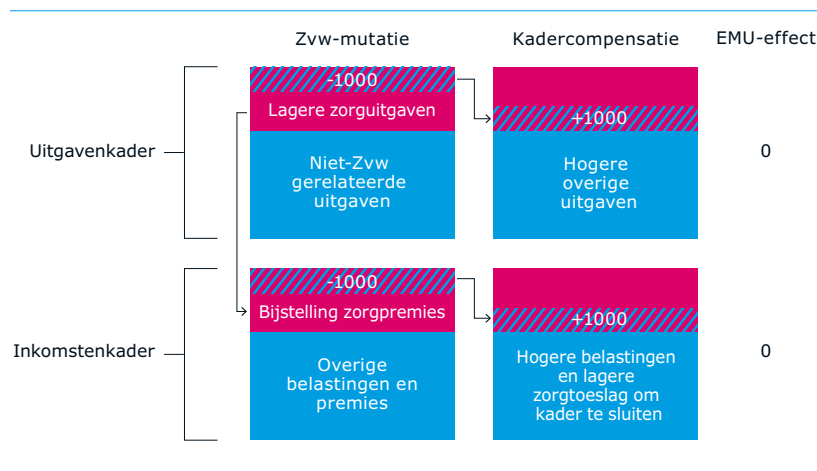 Zvw-mutatie
Kadercompensatie
EMU-effect
Uitgavenkader
-1000
Lagere zorguitgaven
Niet-Zvw
gerelateerde
uitgaven
+1000
Hogere
overige
uitgaven
0
Inkomstenkader
-1000
Bijstelling zorgpremies
Overige
belastingen en
premies
+1000
Hogere belastingen
en lagere
zorgtoeslag om
kader te sluiten
0